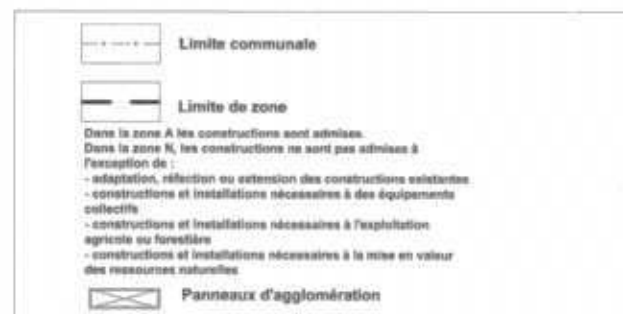 Limite communale
Limite de zone
Dans la zone A les constructions sont admises.
Dans la zone N, les constructions ne sont pas admises à
l'exception de :
- adaptation, réfection ou extension des constructions existantes
- constructions et installations nécessaires à des équipements
collectifs
- constructions et installations nécessaires à l'exploitation
agricole ou forestière
- constructions et installations nécessaires à la mise en valeur
des ressources naturelles
Panneaux d'agglomération